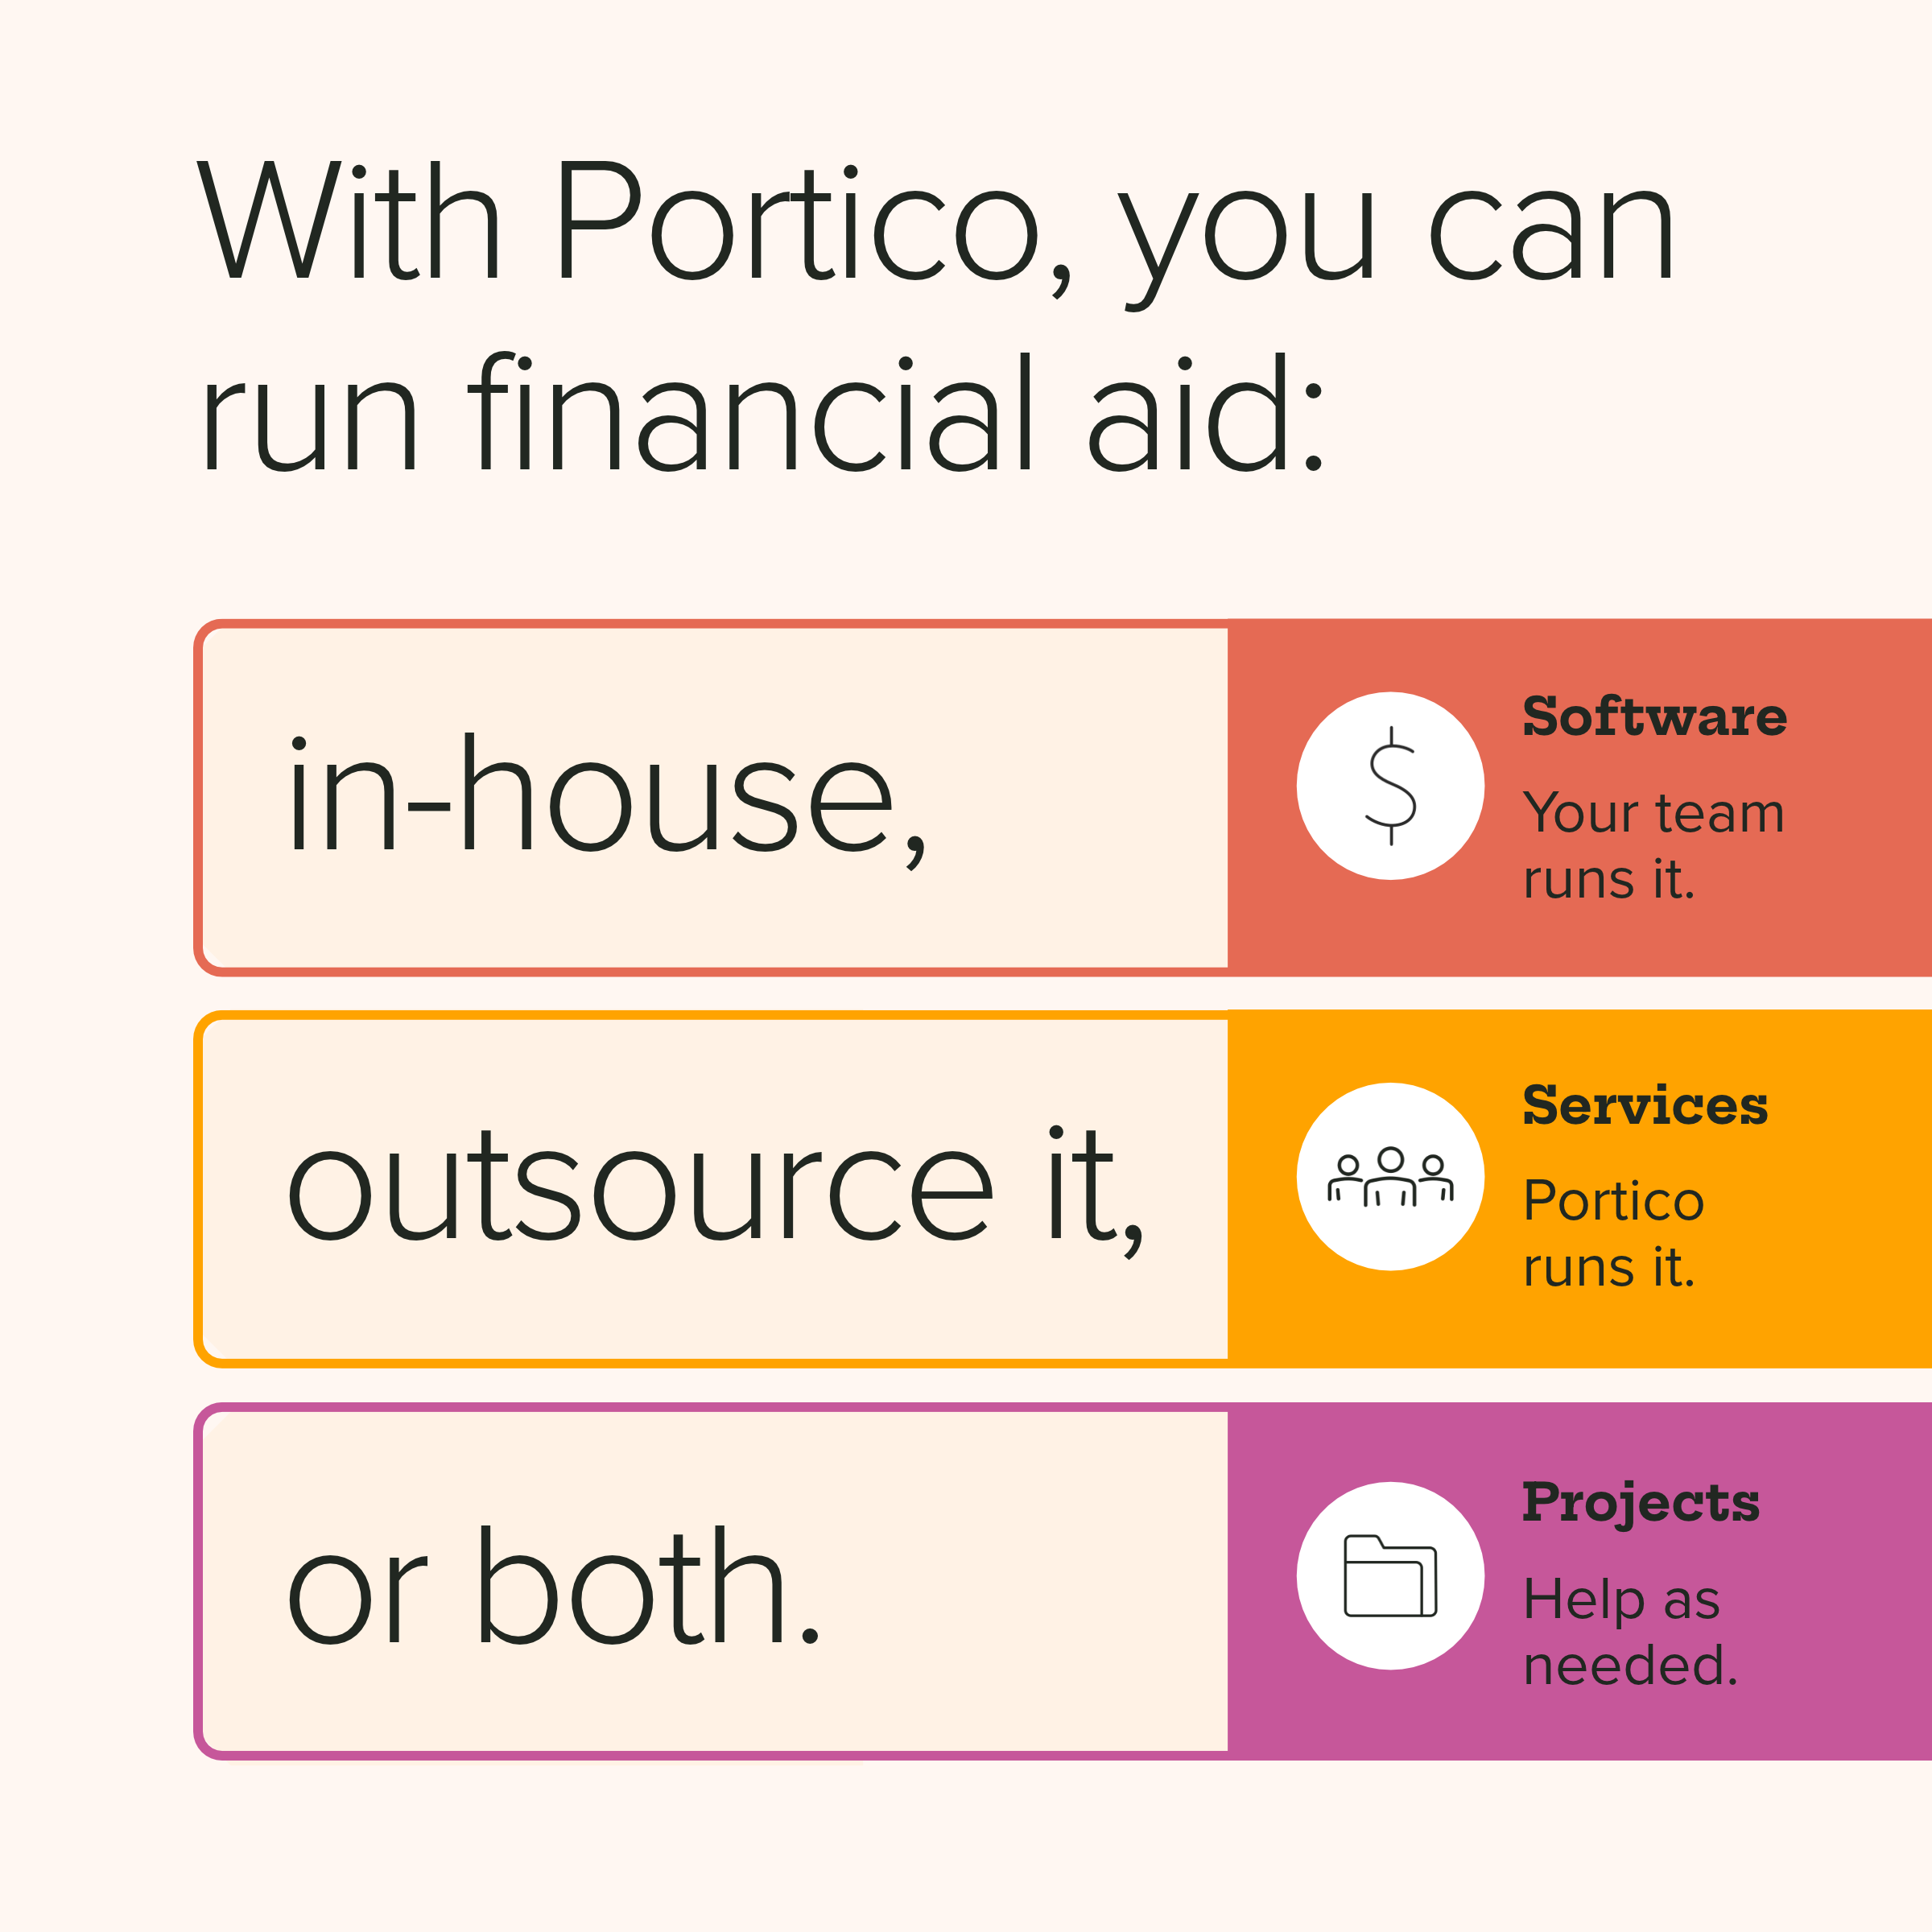 With Portico, you can
run financial aid:
in-house,
Software
Your team
runs it.
outsource it,
Services
Portico
runs it.
or both.
Projects
Help as
needed.